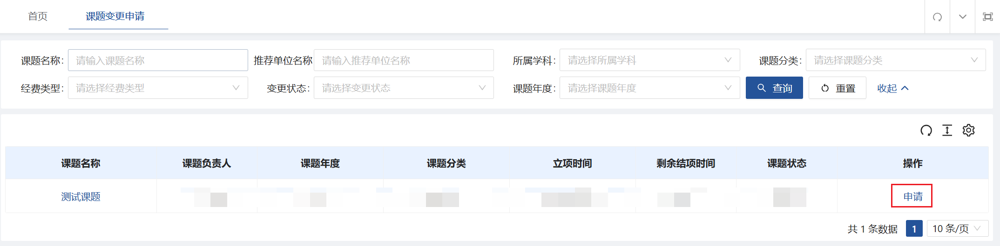 首页 课题变更申请
课题名称: 请输入课题名称 推荐单位名称 请输入推荐单位名称 所属学科: 请选择所属学科 课题分类: 请选择课题分类
经费类型: 请选择经费类型 变更状态: 请选择变更状态 课题年度: 请选择课题年度 查询 重置 收起
课题名称 课题负责人 课题年度 课题分类 立项时间 剩余结项时间 课题状态 操作
测试课题 申请
共 1 条数据 1 10 条/页